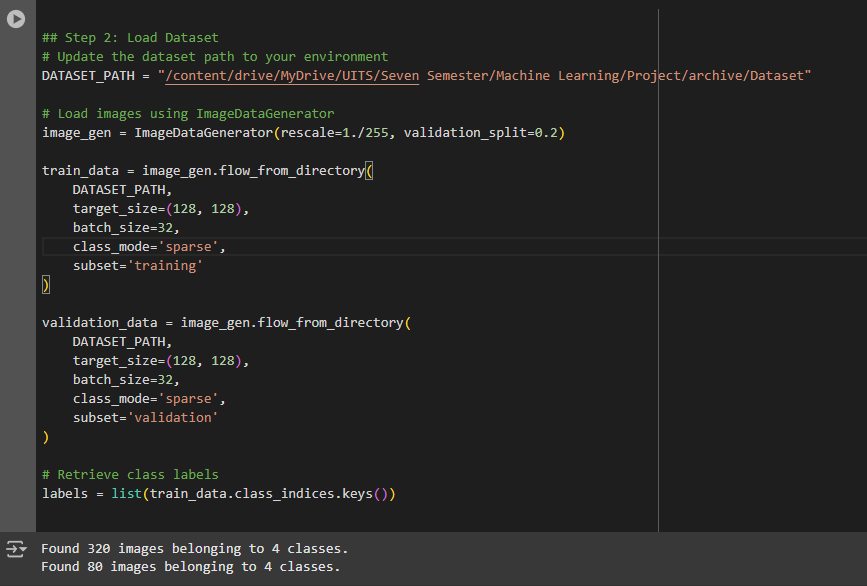 ## Step 2: Load Dataset
# Update the dataset path to your environment
DATASET_PATH = "/content/drive/MyDrive/UITS/Seven Semester/Machine Learning/Project/archive/Dataset"
# Load images using ImageDataGenerator
image_gen = ImageDataGenerator(rescale=1./255, validation_split=0.2)
train_data = image_gen.flow_from_directory(
    DATASET_PATH,
    target_size=(128, 128),
    batch_size=32,
    class_mode='sparse',
    subset='training'
)
validation_data = image_gen.flow_from_directory(
    DATASET_PATH,
    target_size=(128, 128),
    batch_size=32,
    class_mode='sparse',
    subset='validation'
)
# Retrieve class labels
labels = list(train_data.class_indices.keys())
Found 320 images belonging to 4 classes.
Found 80 images belonging to 4 classes.